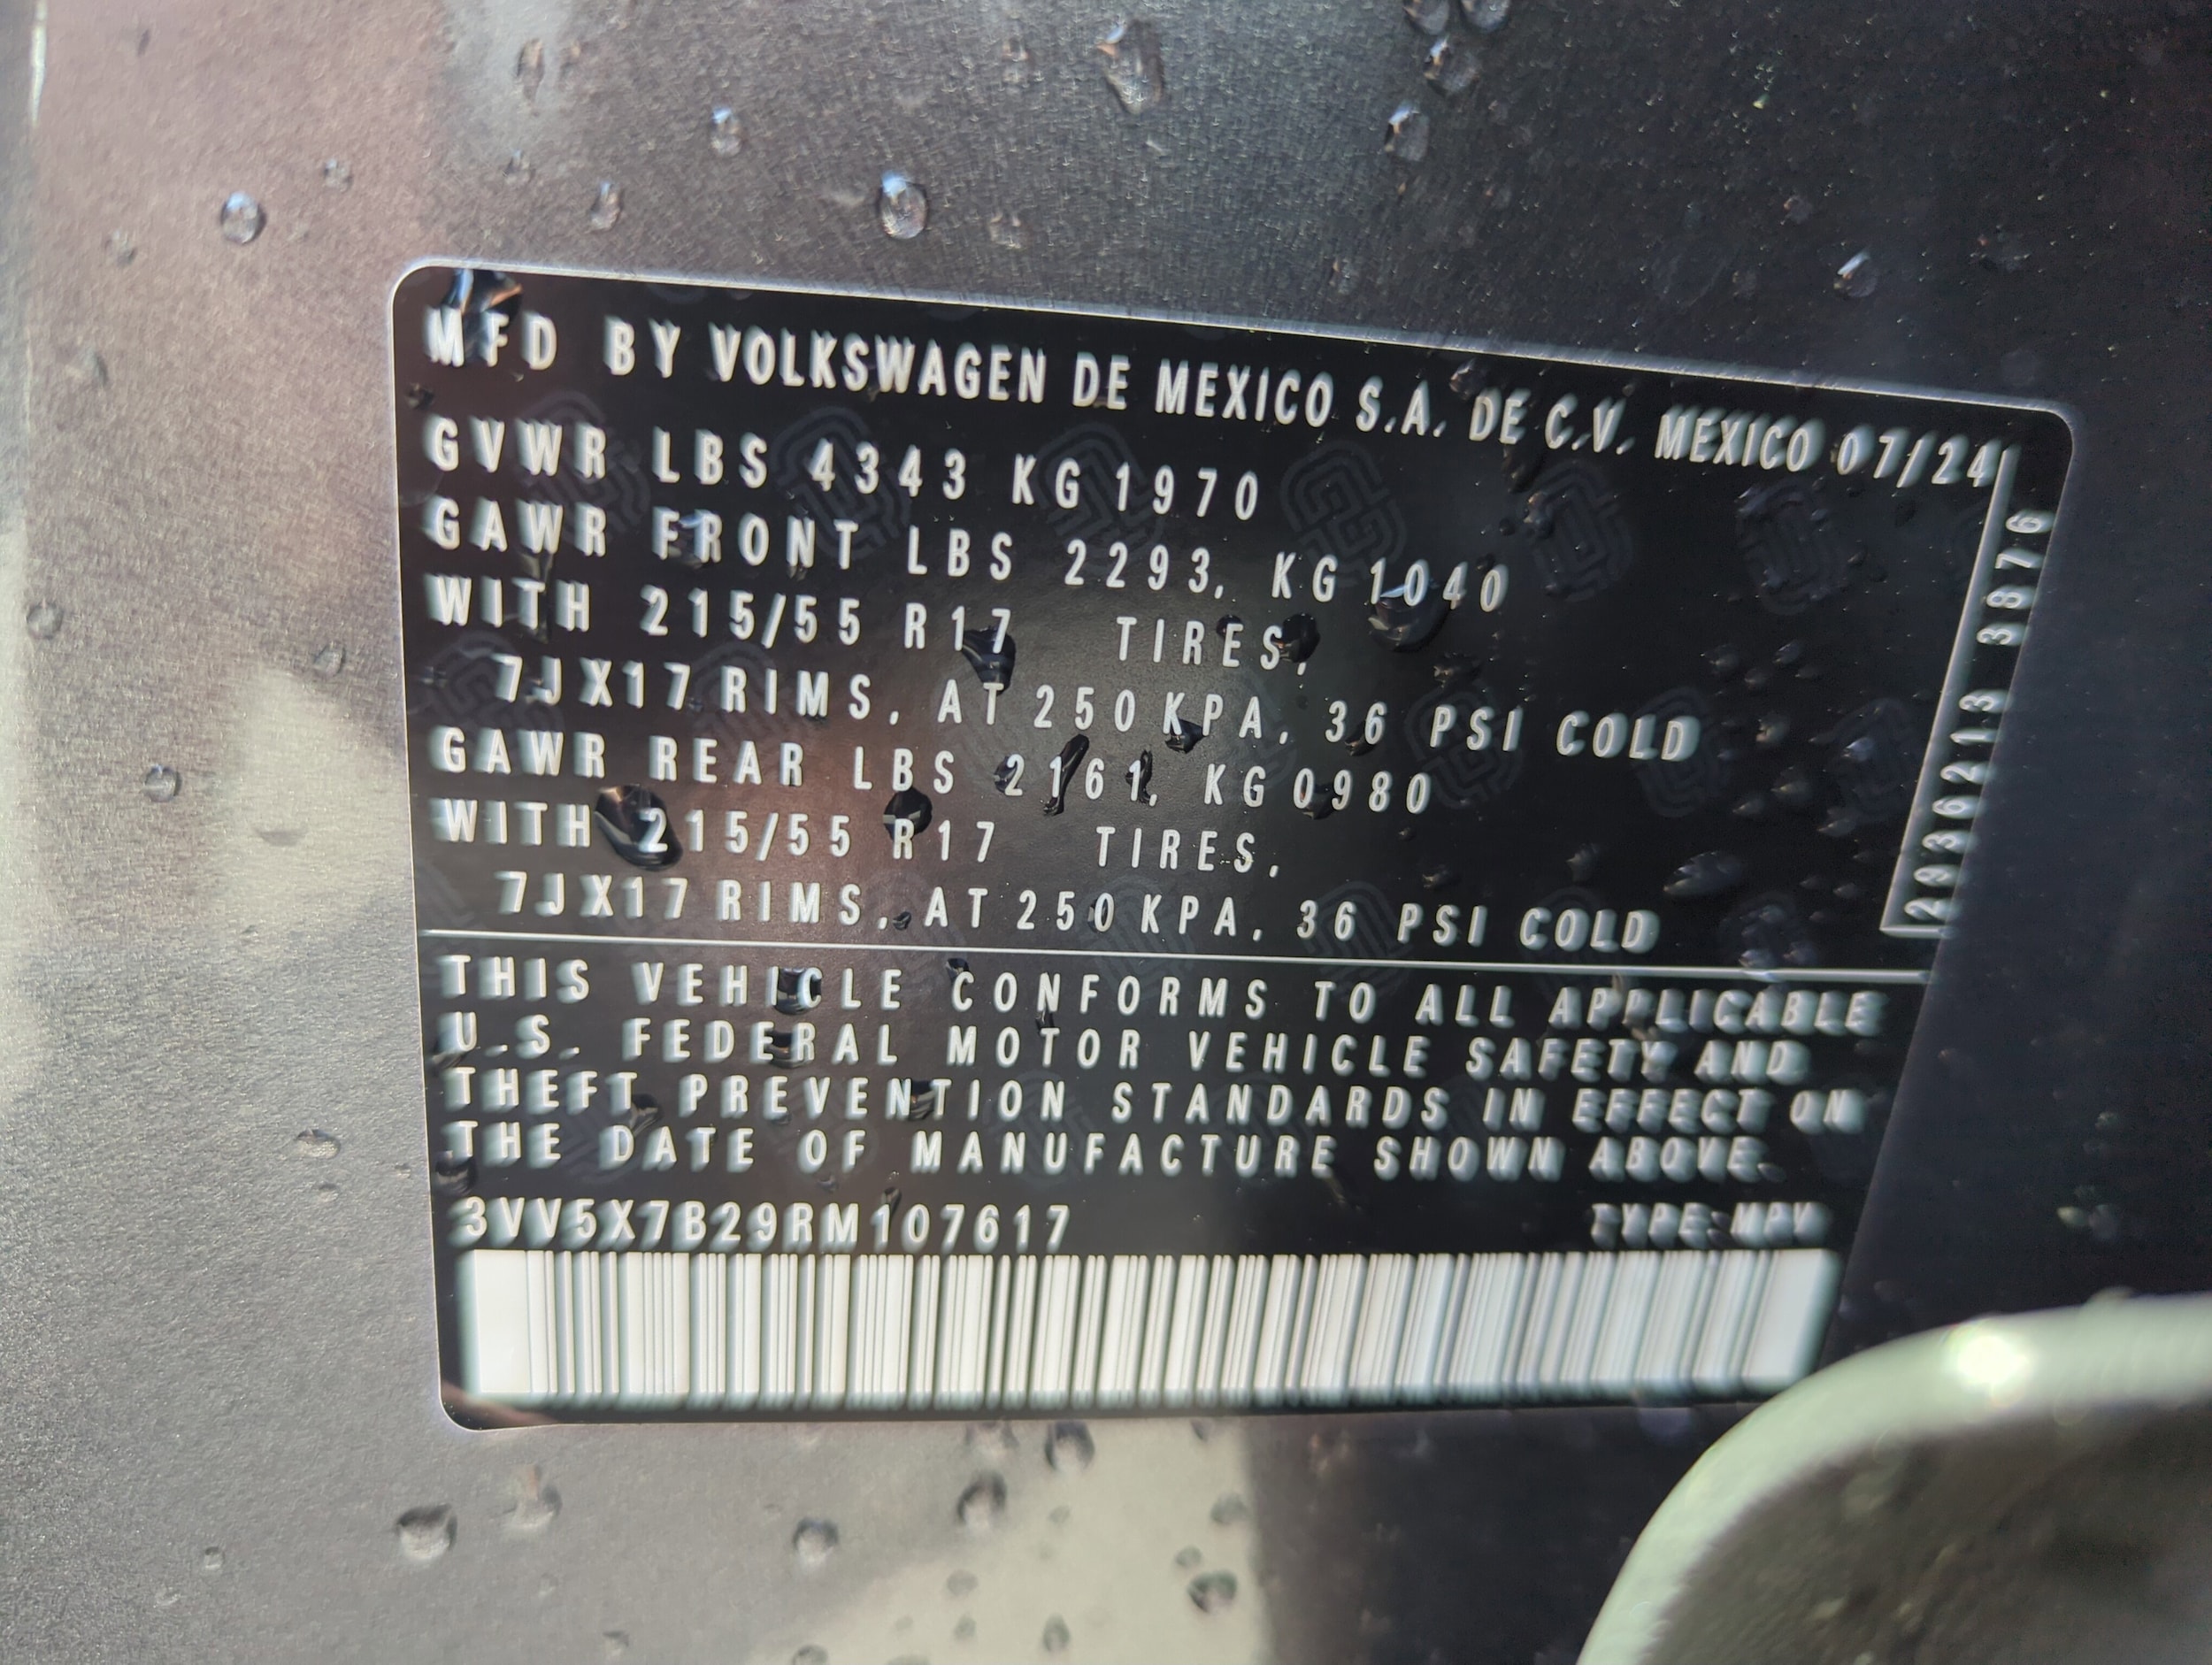 MFD BY VOLKSWAGEN DE MEXICO S.A. DE C.V. MEXICO 07/24
GVWR LBS 4343 KG 1970
GAWR FRONT LBS 2293, KG 1040
WITH 215/55 R17 TIRES,
7JX17 RIMS, AT 250 KPA, 36 PSI COLD
GAWR REAR LBS 2161, KG 0980
WITH 215/55 R17 TIRES,
7JX17 RIMS, AT 250 KPA, 36 PSI COLD
2936213 3876
THIS VEHICLE CONFORMS TO ALL APPLICABLE
U.S. FEDERAL MOTOR VEHICLE SAFETY AND
THEFT PREVENTION STANDARDS IN EFFECT ON
THE DATE OF MANUFACTURE SHOWN ABOVE.
3VV5X7B29RM107617
TYPE: MPV